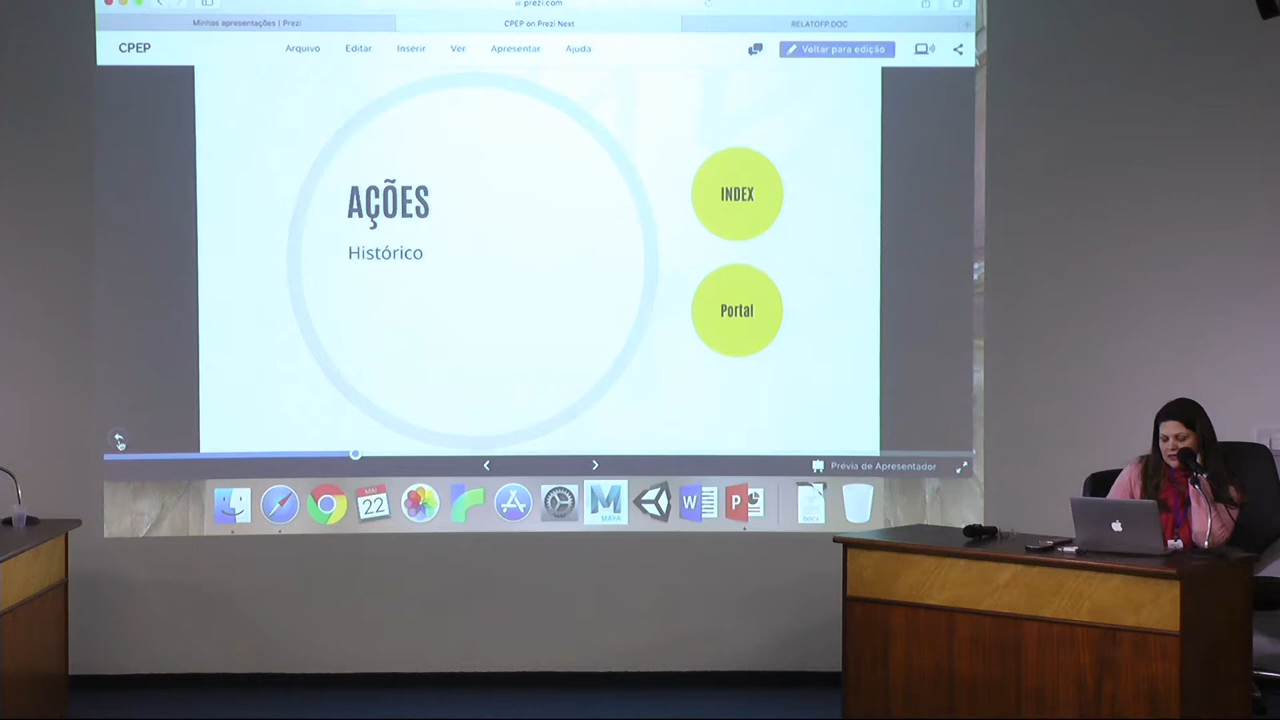 prezi.com
Minhas apresentações | Prezi
CPEP on Prezi Next
RELATOFP.DOC
CPEP
Arquivo
Editar
Inserir
Ver
Apresentar
Ajuda
Voltar para edição
AÇÕES
Histórico
INDEX
Portal
Prévia de Apresentador
MAI
22
MAYA
W
P
DOCX